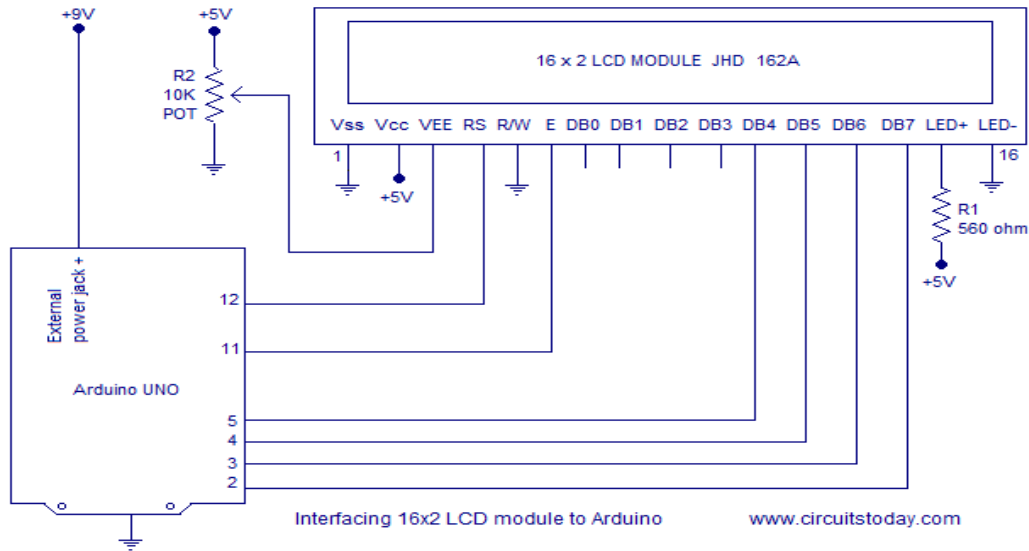 +9V
+5V
R2
10K
POT
16 x 2 LCD MODULE JHD 162A
Vss Vcc VEE RS R/W E DB0 DB1 DB2 DB3 DB4 DB5 DB6 DB7 LED+ LED-
1
16
+5V
R1
560 ohm
+5V
External
power jack +
12
11
Arduino UNO
5
4
3
2
Interfacing 16x2 LCD module to Arduino
www.circuitstoday.com